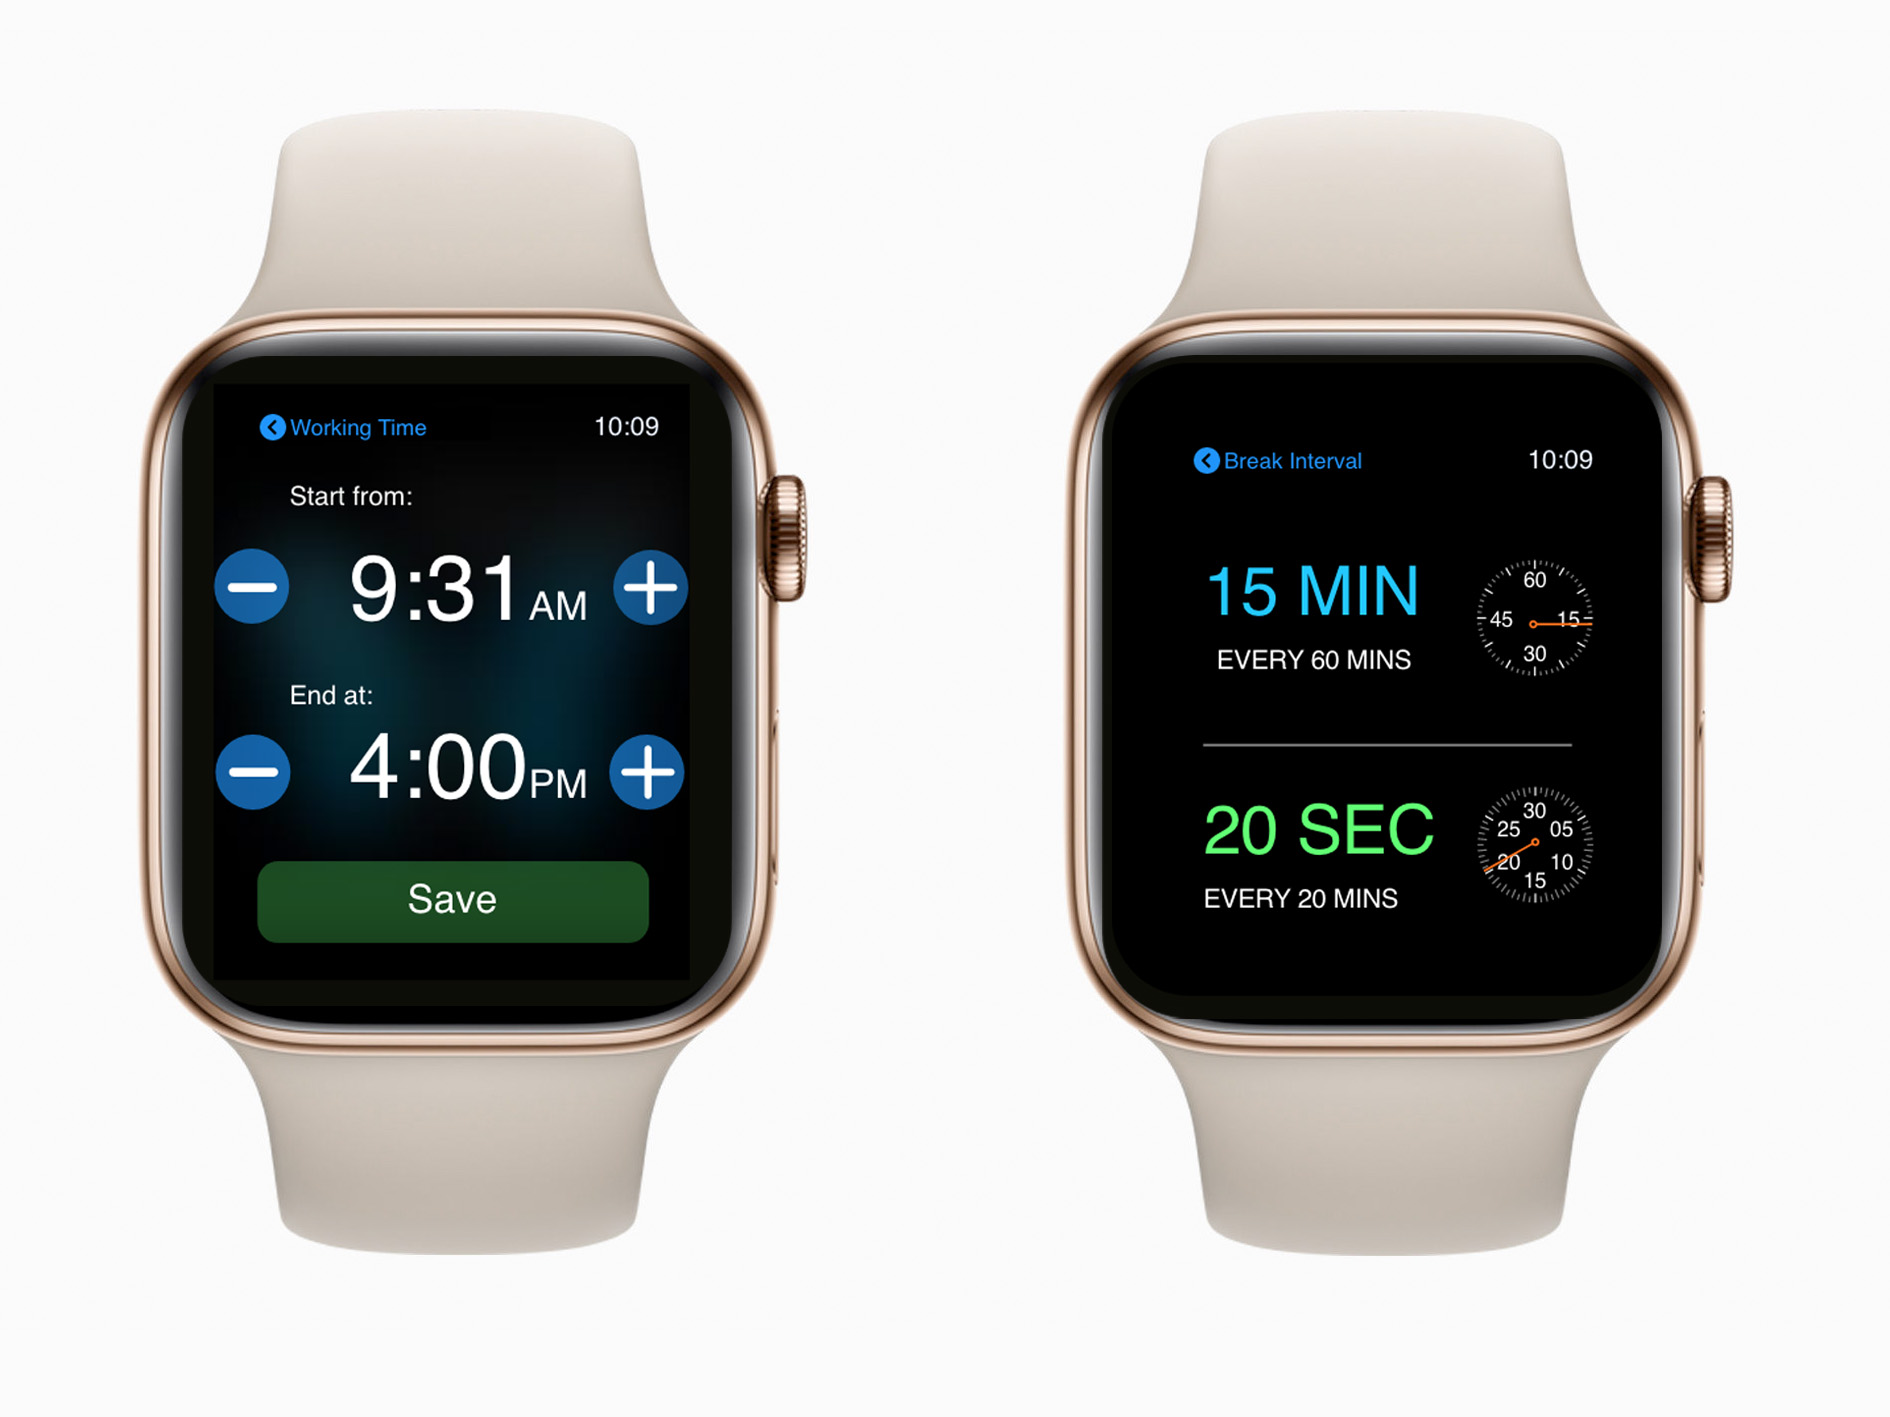 Working Time 10:09
Start from:
9:31 AM
End at:
4:00 PM
Save
Break Interval 10:09
15 MIN
EVERY 60 MINS
60
45 15
30
20 SEC
EVERY 20 MINS
30
25 05
20 10
15